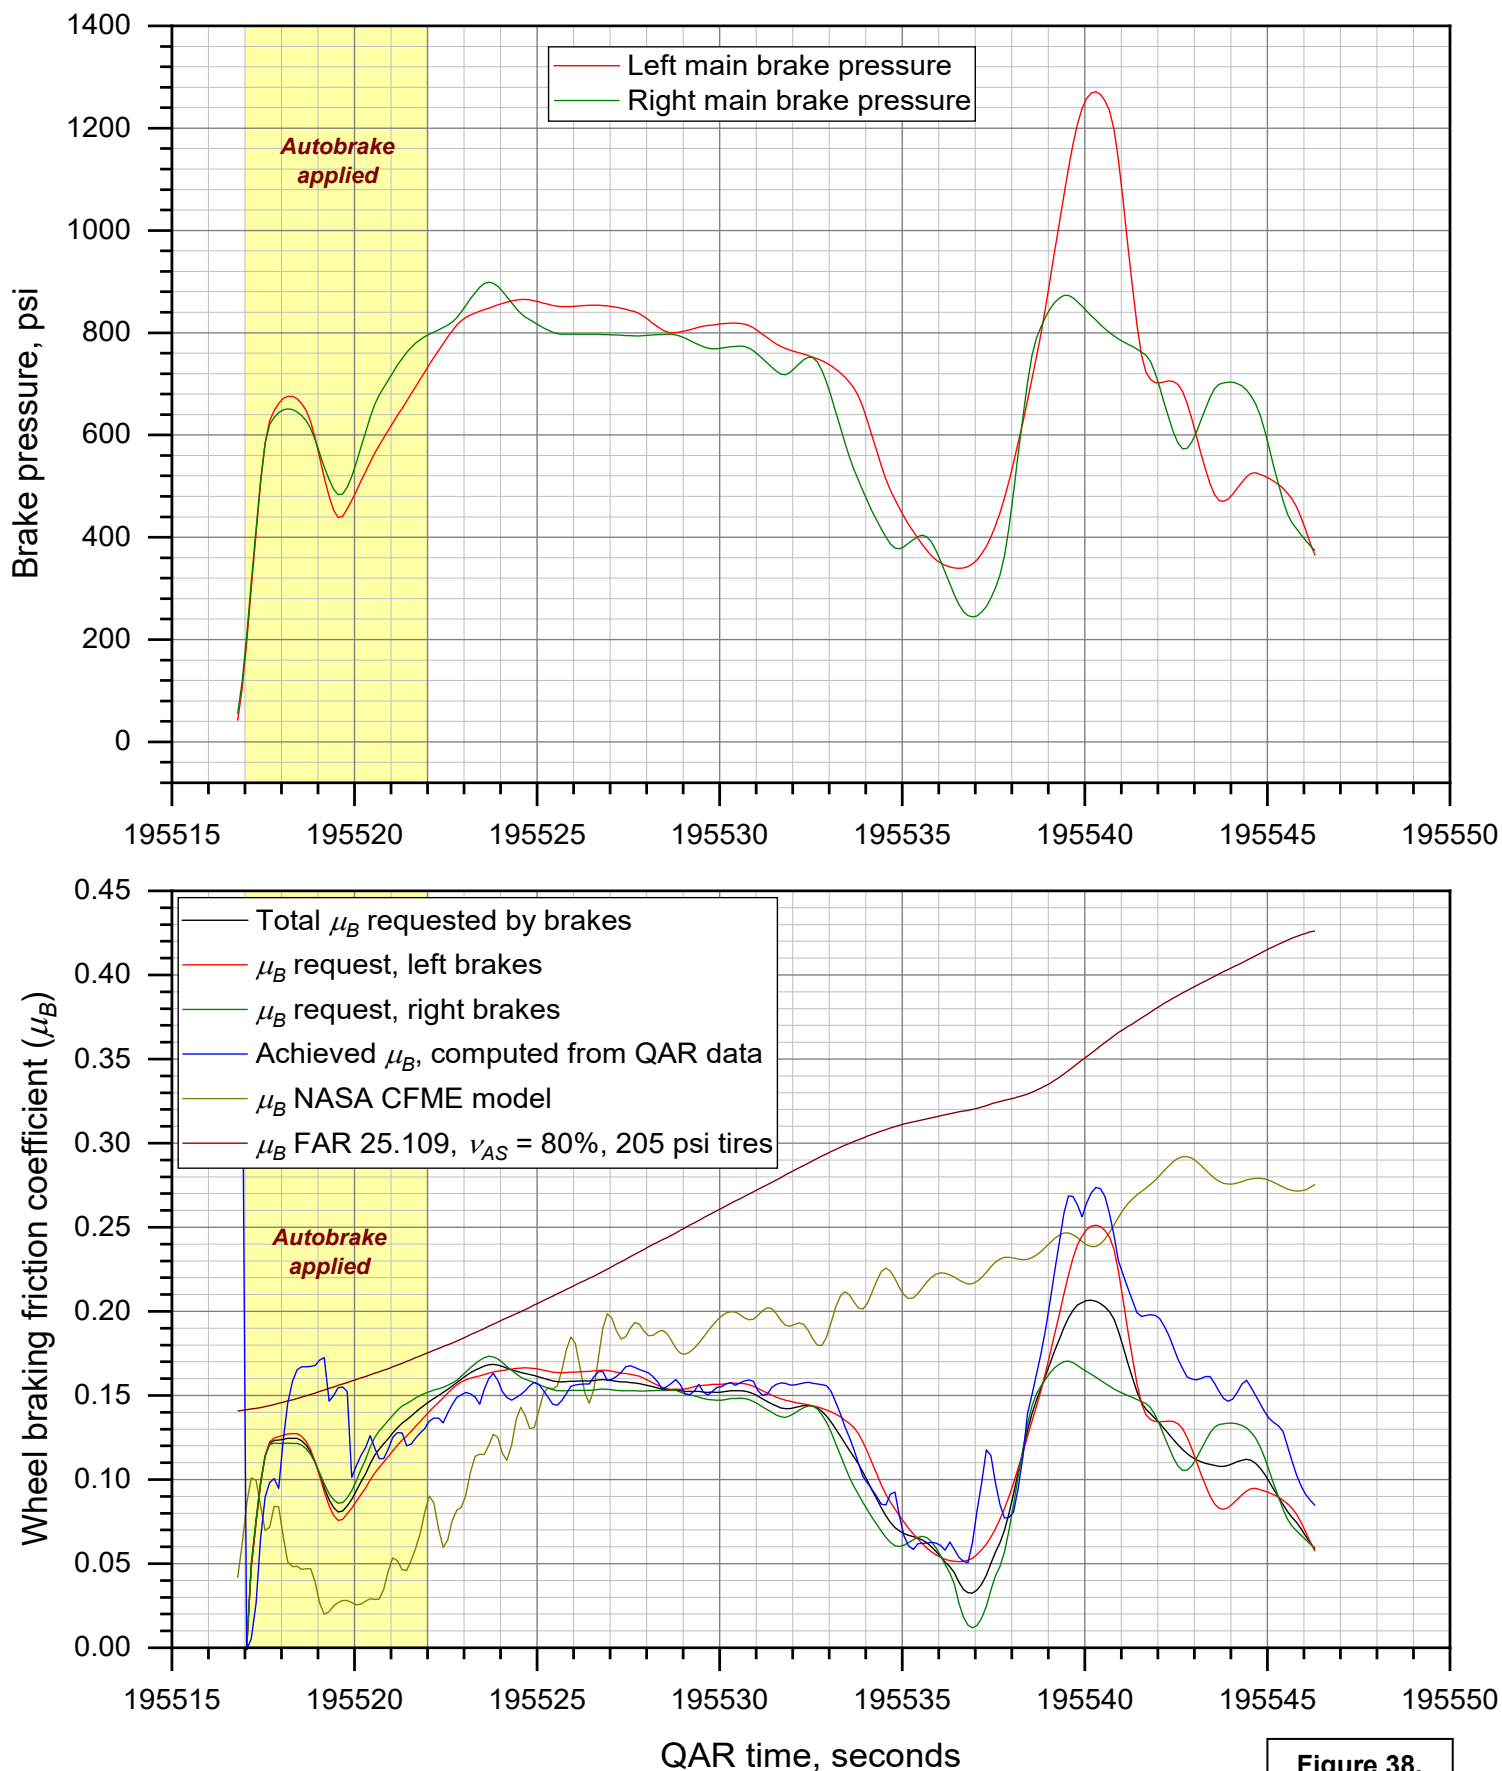 1400
1200
1000
800
600
400
200
0
Brake pressure, psi
Left main brake pressure
Right main brake pressure
Autobrake
applied
195515 195520 195525 195530 195535 195540 195545 195550
0.45
0.40
0.35
0.30
0.25
0.20
0.15
0.10
0.05
0.00
Wheel braking friction coefficient (μB)
Total μB requested by brakes
μB request, left brakes
μB request, right brakes
Achieved μB, computed from QAR data
μB NASA CFME model
μB FAR 25.109, νAS = 80%, 205 psi tires
Autobrake
applied
195515 195520 195525 195530 195535 195540 195545 195550
QAR time, seconds
Figure 38.